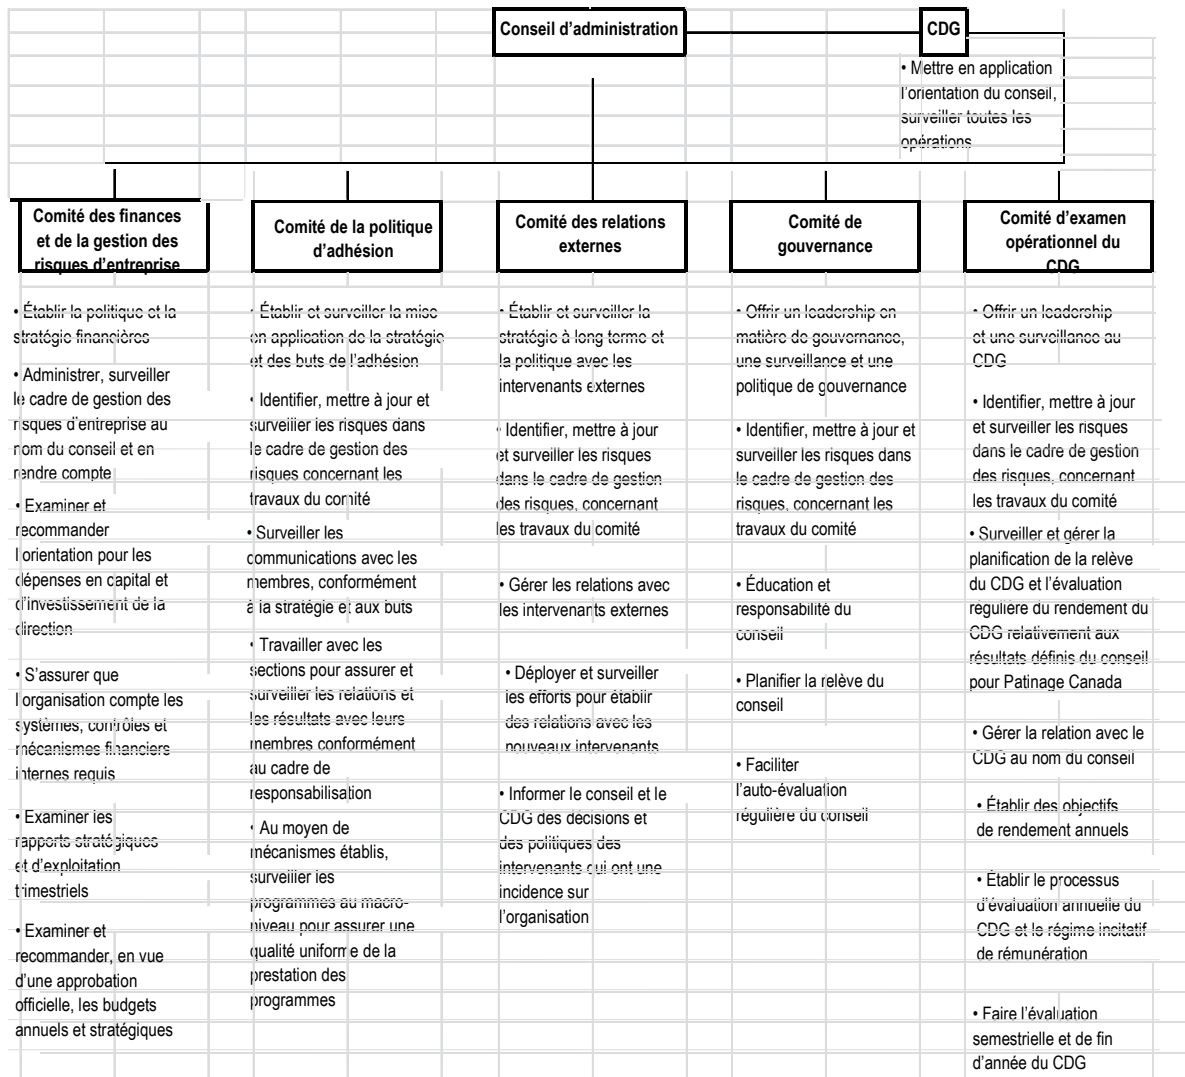 Conseil d’administration
CDG
• Mettre en application
l’orientation du conseil,
surveiller toutes les
opérations
Comité des finances
et de la gestion des
risques d’entreprise
• Établir la politique et la
stratégie financières
• Administrer, surveiller
le cadre de gestion des
risques d’entreprise au
nom du conseil et en
rendre compte
• Examiner et
recommander
l’orientation pour les
dépenses en capital et
d’investissement de la
direction
• S’assurer que
l’organisation compte les
systèmes, contrôles et
mécanismes financiers
internes requis
• Examiner les
rapports stratégiques
et d’exploitation
trimestriels
• Examiner et
recommander, en vue
d’une approbation
officielle, les budgets
annuels et stratégiques
Comité de la politique
d’adhésion
• Établir et surveiller la mise
en application de la stratégie
et des buts de l’adhésion
• Identifier, mettre à jour et
surveiller les risques dans
le cadre de gestion des
risques concernant les
travaux du comité
• Surveiller les
communications avec les
membres, conformément
à la stratégie et aux buts
• Travailler avec les
sections pour assurer et
surveiller les relations et
les résultats avec leurs
membres conformément
au cadre de
responsabilisation
• Au moyen de
mécanismes établis,
surveiller les
programmes au macro-
niveau pour assurer une
qualité uniforme de la
prestation des
programmes
Comité des relations
externes
• Établir et surveiller la
stratégie à long terme et
la politique avec les
intervenants externes
• Identifier, mettre à jour
et surveiller les risques
dans le cadre de gestion
des risques, concernant
les travaux du comité
• Gérer les relations avec
les intervenants externes
• Déployer et surveiller
les efforts pour établir
des relations avec les
nouveaux intervenants
• Informer le conseil et le
CDG des décisions et
des politiques des
intervenants qui ont une
incidence sur
l’organisation
Comité de
gouvernance
• Offrir un leadership en
matière de gouvernance,
une surveillance et une
politique de gouvernance
• Identifier, mettre à jour et
surveiller les risques dans
le cadre de gestion des
risques, concernant les
travaux du comité
• Éducation et
responsabilité du
conseil
• Planifier la relève du
conseil
• Faciliter
l’auto-évaluation
régulière du conseil
Comité d’examen
opérationnel du
CDG
• Offrir un leadership
et une surveillance au
CDG
• Identifier, mettre à jour
et surveiller les risques
dans le cadre de gestion
des risques, concernant
les travaux du comité
• Surveiller et gérer la
planification de la relève
du CDG et l’évaluation
régulière du rendement du
CDG relativement aux
résultats définis du conseil
pour Patinage Canada
• Gérer la relation avec le
CDG au nom du conseil
• Établir des objectifs
de rendement annuels
• Établir le processus
d’évaluation annuelle du
CDG et le régime incitatif
de rémunération
• Faire l’évaluation
semestrielle et de fin
d’année du CDG